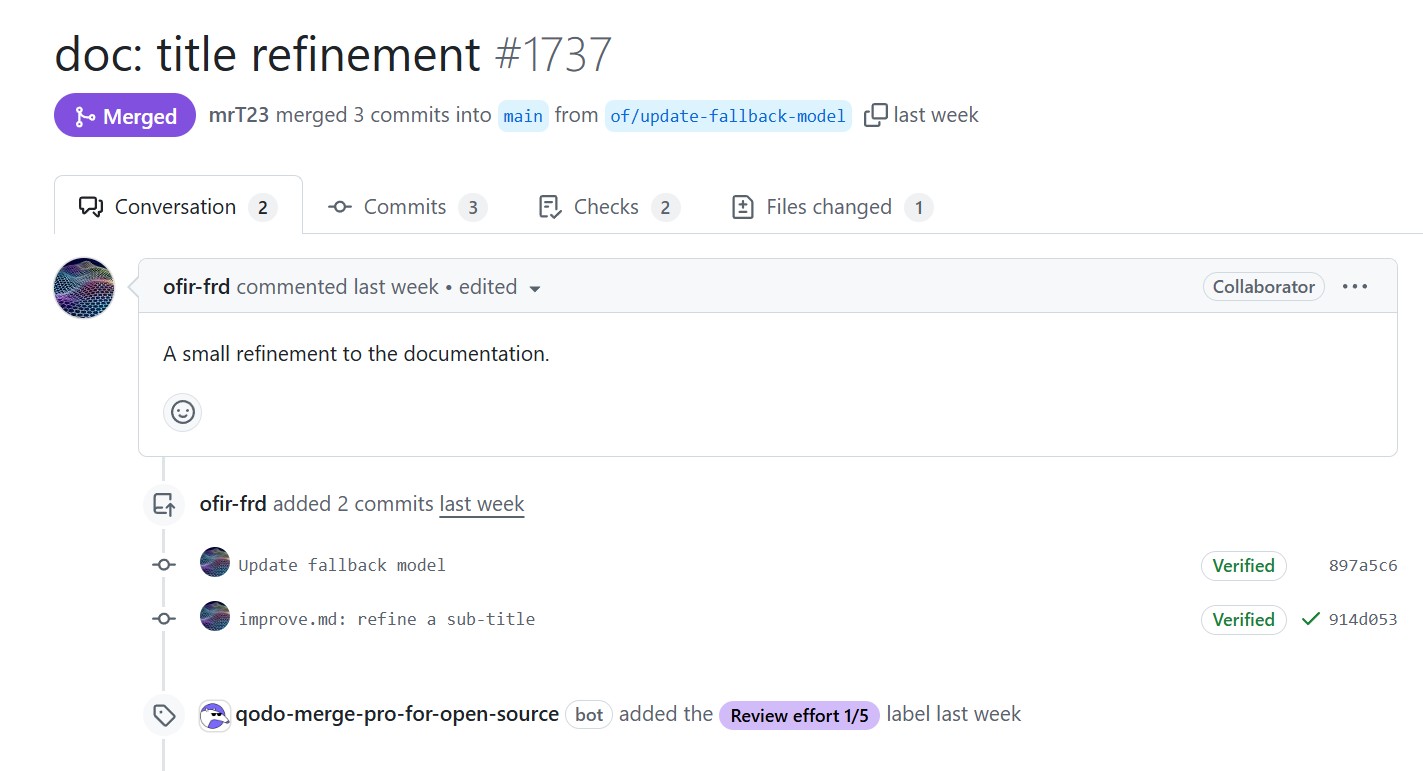 doc: title refinement #1737
Merged mrT23 merged 3 commits into main from of/update-fallback-model last week
Conversation 2 Commits 3 Checks 2 Files changed 1
ofir-frd commented last week • edited Collaborator
A small refinement to the documentation.
ofir-frd added 2 commits last week
Update fallback model Verified 897a5c6
improve.md: refine a sub-title Verified 914d053
qodo-merge-pro-for-open-source bot added the Review effort 1/5 label last week